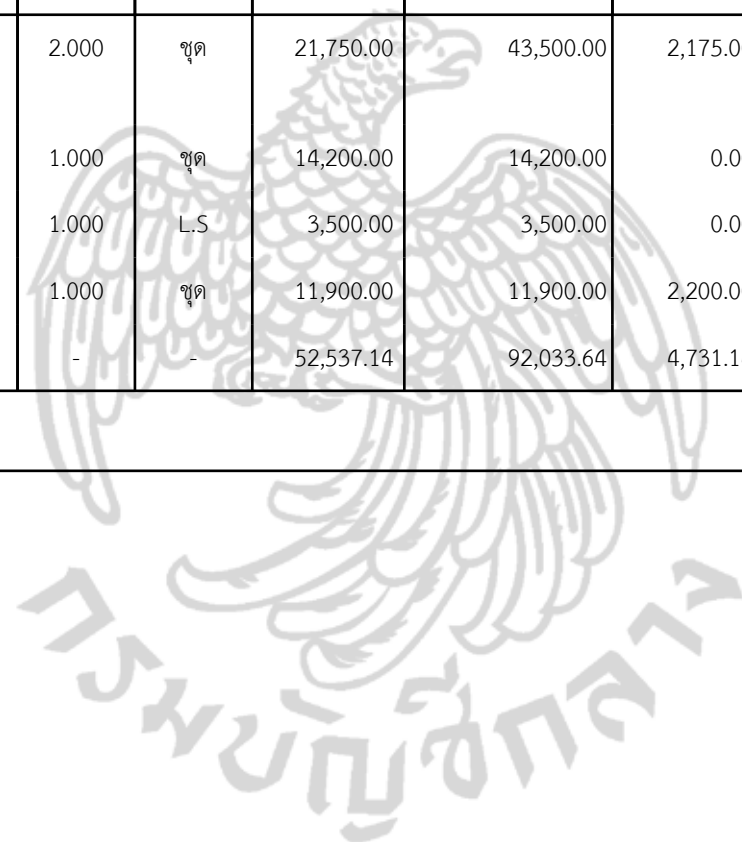 2.000 ชุด 21,750.00 43,500.00 2,175.0
1.000 ชุด 14,200.00 14,200.00 0.0
1.000 L.S 3,500.00 3,500.00 0.0
1.000 ชุด 11,900.00 11,900.00 2,200.0
- - 52,537.14 92,033.64 4,731.1
กรมบัญชีกลาง